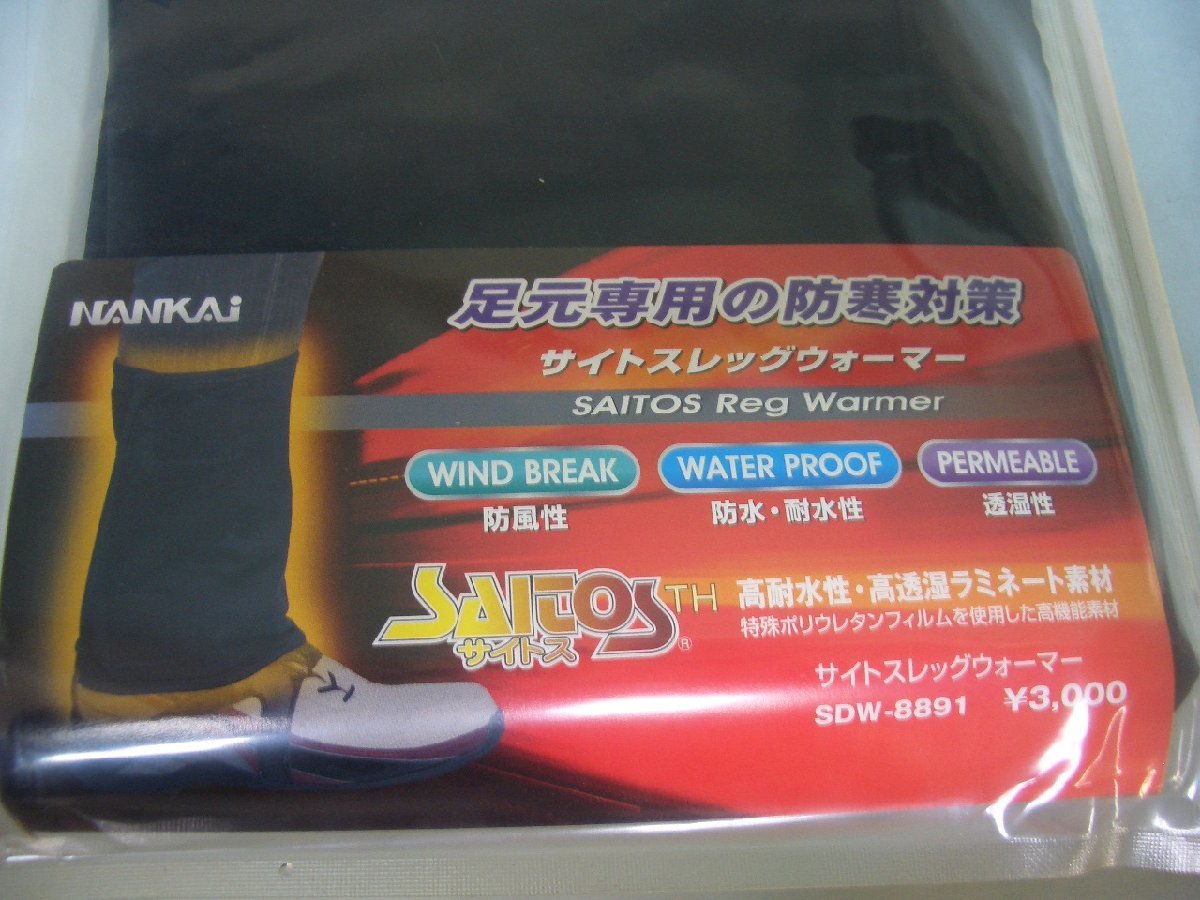 NANKAI
足元専用の防寒対策
サイトスレッグウォーマー
SAITOS Reg Warmer
WIND BREAK WATER PROOF PERMEABLE
防風性 防水・耐水性 透湿性
SAITOS TH ®
サイトス
高耐水性・高透湿ラミネート素材
特殊ポリウレタンフィルムを使用した高機能素材
サイトスレッグウォーマー
SDW-8891 ¥3,000